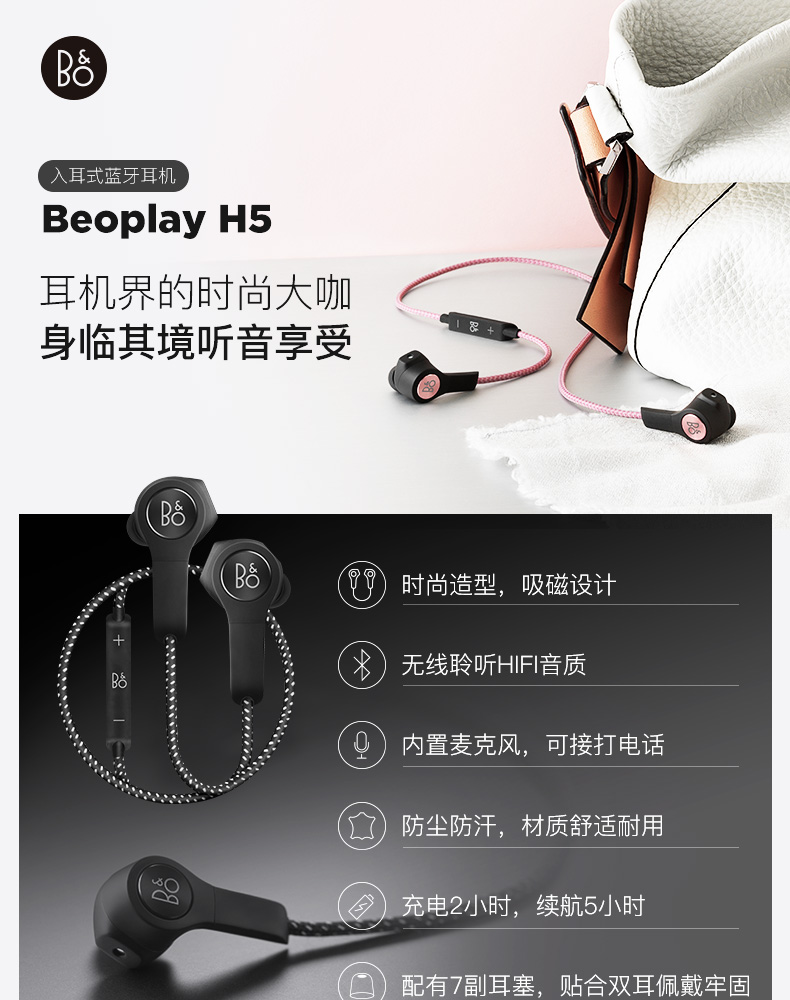 B&O
入耳式蓝牙耳机
Beoplay H5
耳机界的时尚大咖
身临其境听音享受
B&O
B&O
B&O
B&O
B&O
时尚造型，吸磁设计
B&O
无线聆听HIFI音质
内置麦克风，可接打电话
防尘防汗，材质舒适耐用
B&O
充电2小时，续航5小时
配有7副耳塞，贴合双耳佩戴牢固